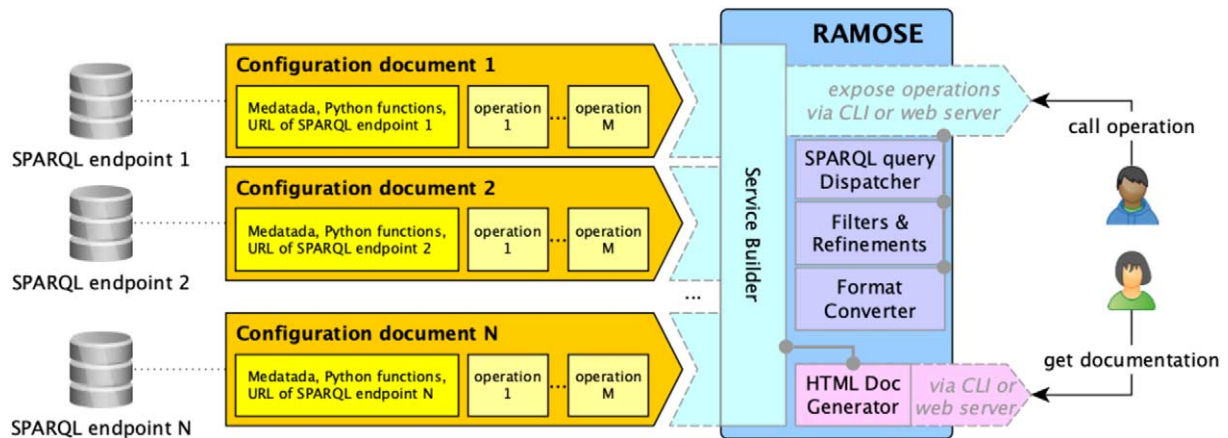 RAMOSE
Configuration document 1
Medatada, Python functions,
URL of SPARQL endpoint 1
operation
1
...
operation
M
SPARQL endpoint 1
Configuration document 2
Medatada, Python functions,
URL of SPARQL endpoint 2
operation
1
...
operation
M
SPARQL endpoint 2
...
Configuration document N
Medatada, Python functions,
URL of SPARQL endpoint N
operation
1
...
operation
M
SPARQL endpoint N
Service Builder
expose operations
via CLI or web server
SPARQL query
Dispatcher
Filters &
Refinements
Format
Converter
HTML Doc
Generator
via CLI or
web server
call operation
get documentation